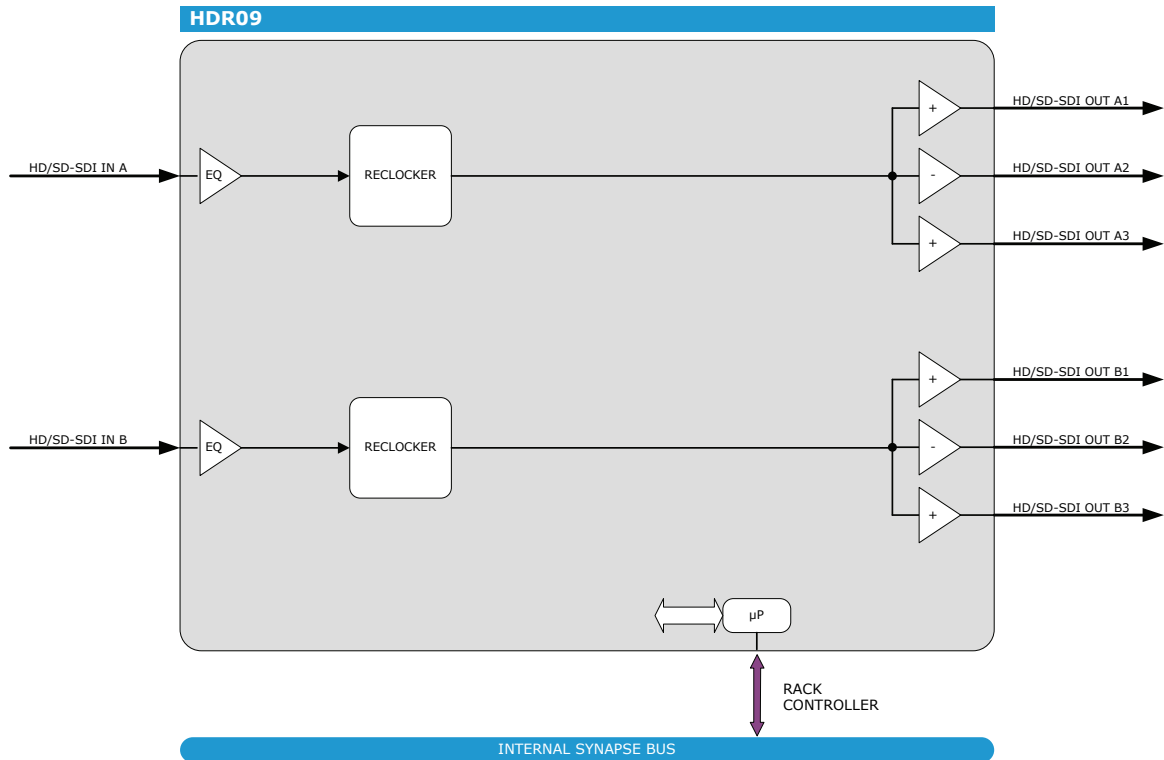 HDR09
HD/SD-SDI OUT A1
+
HD/SD-SDI IN A
EQ
RECLOCKER
-
HD/SD-SDI OUT A2
+
HD/SD-SDI OUT A3
+
HD/SD-SDI OUT B1
HD/SD-SDI IN B
EQ
RECLOCKER
-
HD/SD-SDI OUT B2
+
HD/SD-SDI OUT B3
µP
RACK
CONTROLLER
INTERNAL SYNAPSE BUS